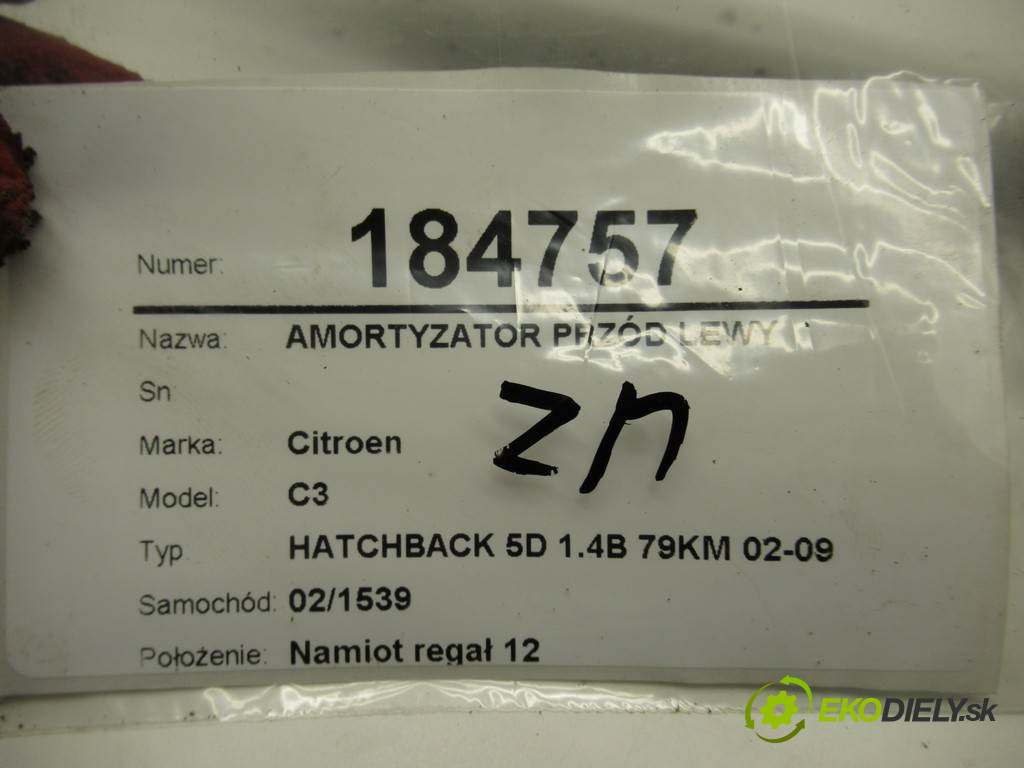 Numer: 184757
Nazwa: AMORTYZATOR PRZÓD LEWY
Sn
Marka: Citroen
zn
Model: C3
Typ HATCHBACK 5D 1.4B 79KM 02-09
Samochód: 02/1539
Położenie: Namiot regał 12
EKODIELY.sk